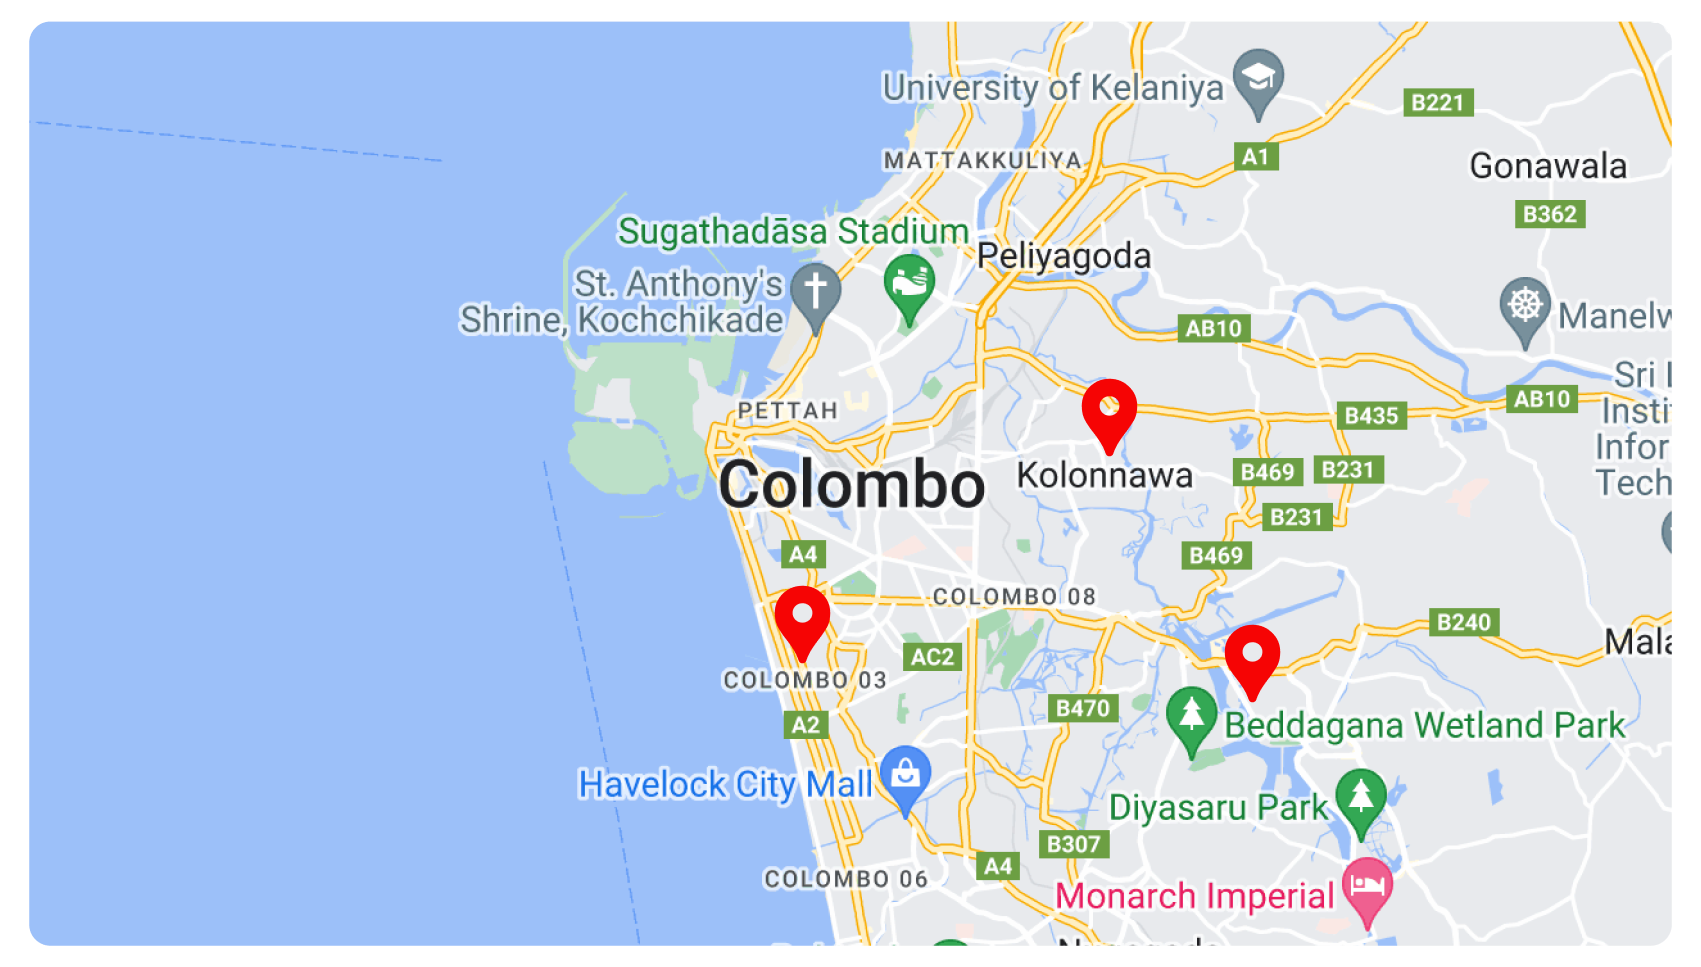 University of Kelaniya
B221
MATTAKKULIYA
A1
Gonawala
B362
Sugathadāsa Stadium
Peliyagoda
St. Anthony's
Shrine, Kochchikade
AB10
Manelw
Sri L
AB10
Insti
PETTAH
B435
Infor
Colombo
Kolonnawa
B469
B231
Tech
B231
A4
B469
COLOMBO 08
B240
Mala
AC2
COLOMBO 03
A2
B470
Beddagana Wetland Park
Havelock City Mall
Diyasaru Park
B307
A4
COLOMBO 06
Monarch Imperial